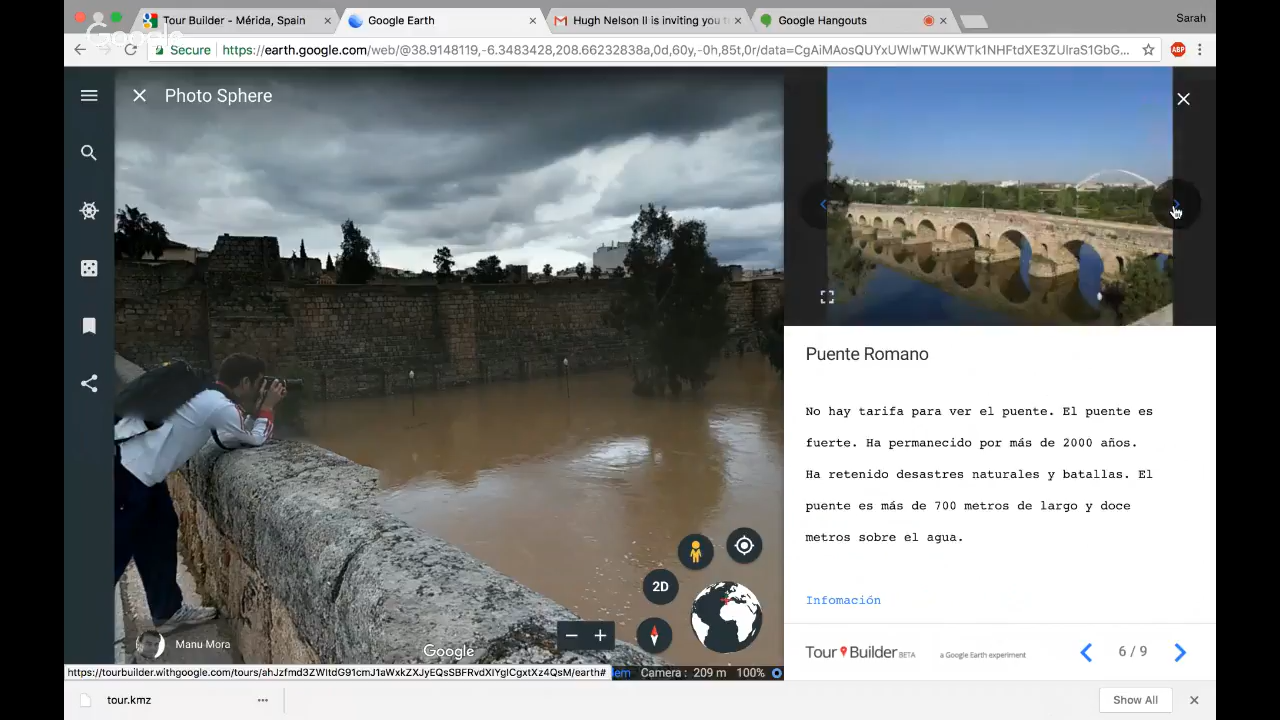 Tour Builder - Mérida, Spain
Google Earth
Hugh Nelson II is inviting you t
Google Hangouts
Sarah
Google
Secure
https://earth.google.com/web/@38.9148119,-6.3483428,208.66232838a,0d,60y,-0h,85t,0r/data=CgAiMAosQUYxUWlwTWJKWTk1NHFtdXE3ZUlraS1GbG...
ABP
Photo Sphere
Puente Romano
No hay tarifa para ver el puente. El puente es
fuerte. Ha permanecido por más de 2000 años.
Ha retenido desastres naturales y batallas. El
puente es más de 700 metros de largo y doce
metros sobre el agua.
Infomación
2D
Manu Mora
Google
Tour Builder BETA
a Google Earth experiment
6 / 9
https://tourbuilder.withgoogle.com/tours/ahJzfmd3ZWItdG91cmJ1aWxkZXJyEQsSBFRvdXIYgICgxtXz4QsM/earth#
Camera : 209 m 100%
tour.kmz
Show All